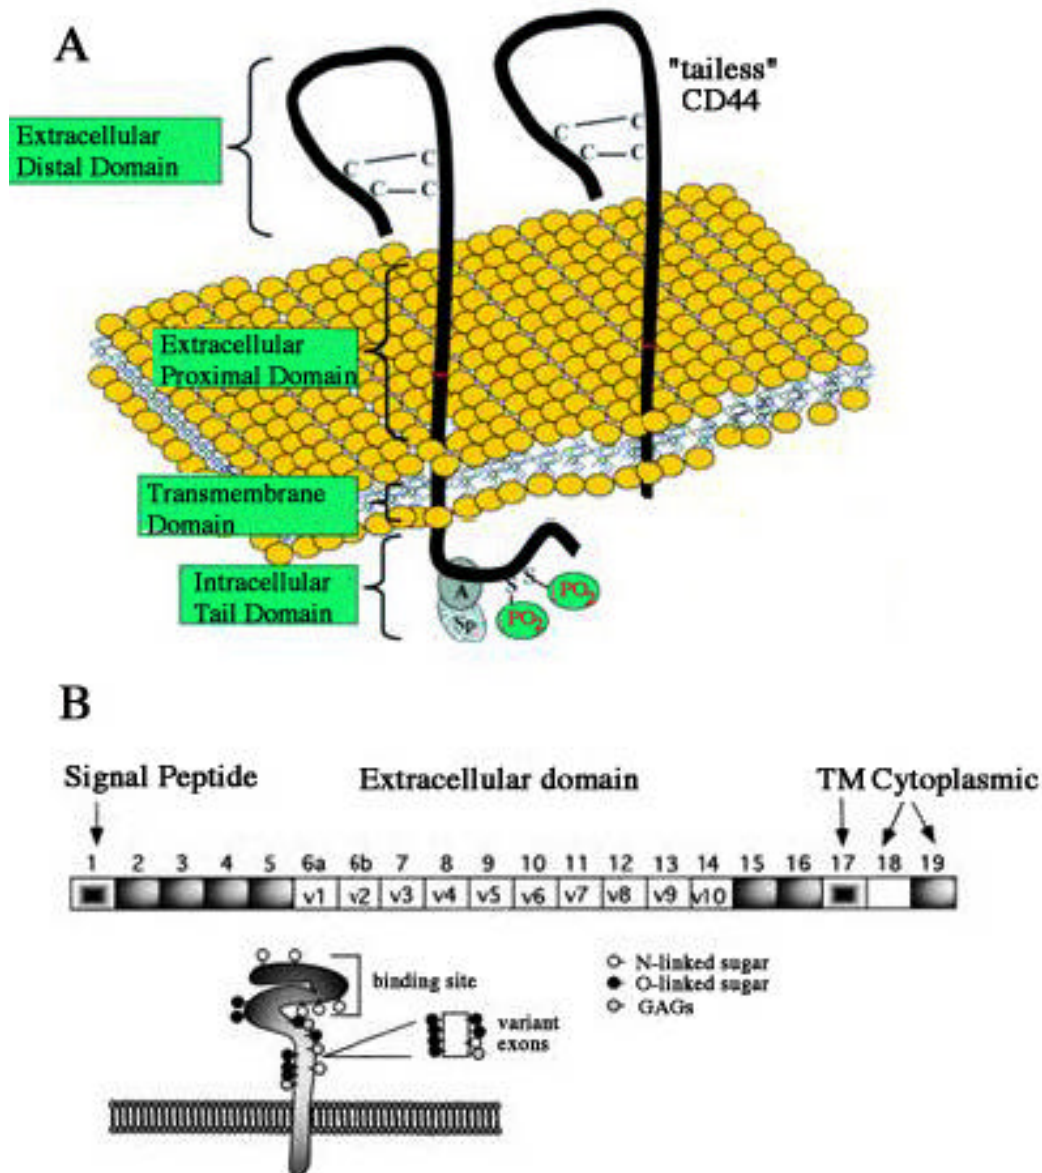 A
"tailess"
CD44
Extracellular
Distal Domain
C C
C C
C C
C C
Extracellular
Proximal Domain
Transmembrane
Domain
Intracellular
Tail Domain
A
Sp
S
S
PO2
PO2
B
Signal Peptide Extracellular domain TM Cytoplasmic
1 2 3 4 5 6a 6b 7 8 9 10 11 12 13 14 15 16 17 18 19
v1 v2 v3 v4 v5 v6 v7 v8 v9 v10
binding site
N-linked sugar
O-linked sugar
GAGs
variant
exons